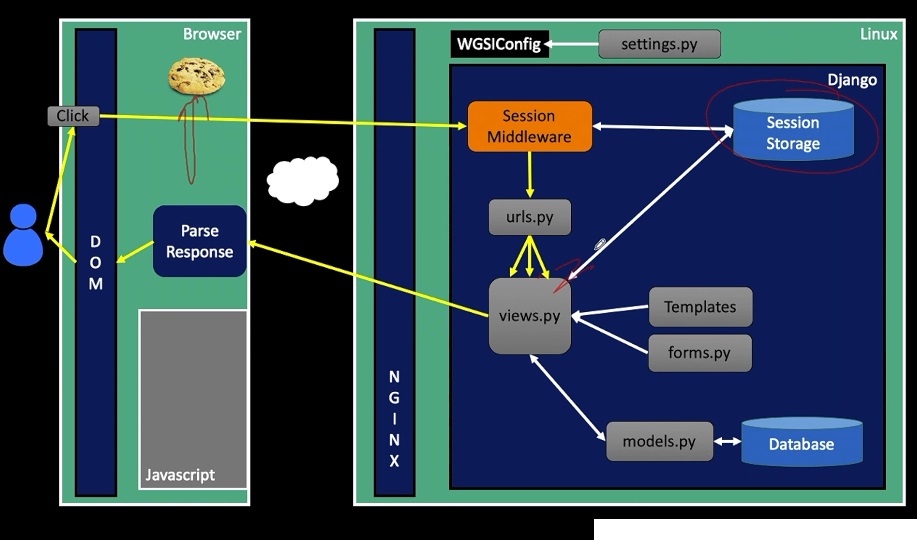 Browser
Linux
WGSIConfig
settings.py
Django
Click
Session
Middleware
Session
Storage
urls.py
Parse
Response
D
O
M
views.py
Templates
forms.py
N
G
I
N
X
models.py
Database
Javascript